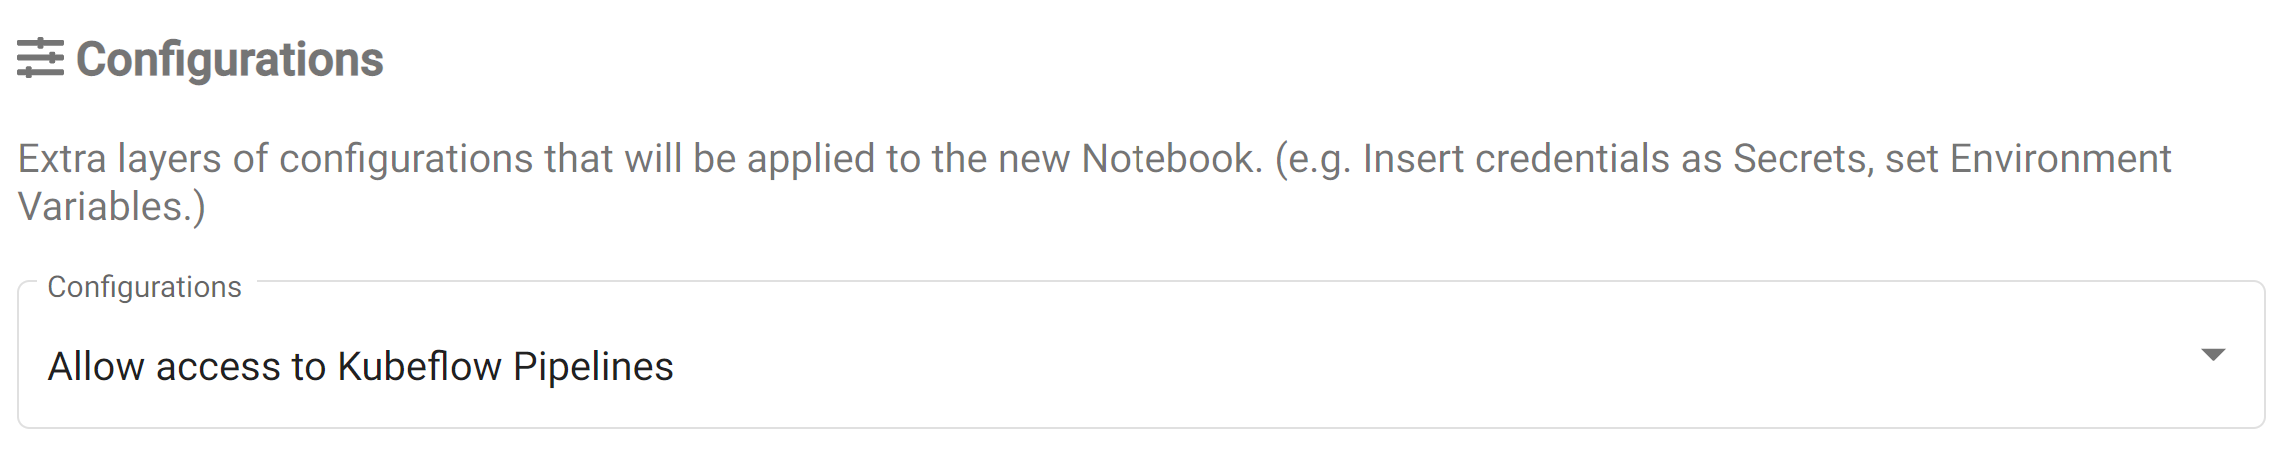 Configurations
Extra layers of configurations that will be applied to the new Notebook. (e.g. Insert credentials as Secrets, set Environment
Variables.)
Configurations
Allow access to Kubeflow Pipelines